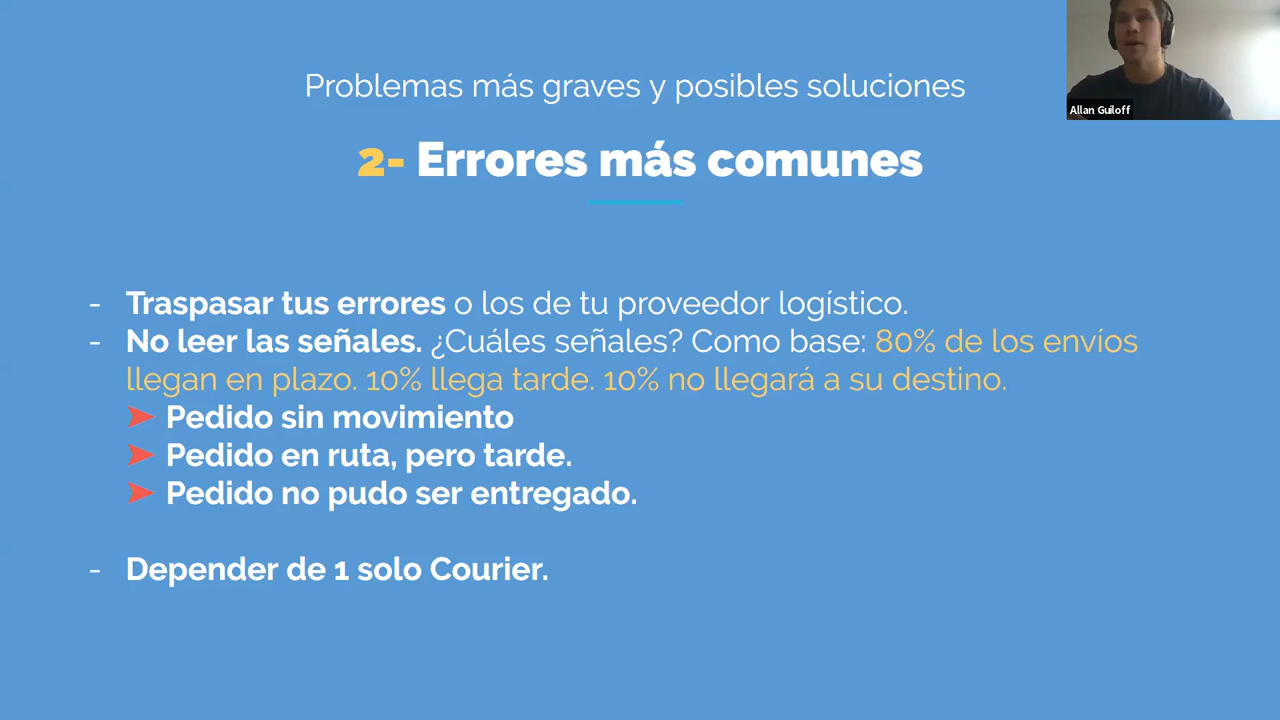 Problemas más graves y posibles soluciones
Allan Guiloff
2- Errores más comunes
- Traspasar tus errores o los de tu proveedor logístico.
- No leer las señales. ¿Cuáles señales? Como base: 80% de los envíos
llegan en plazo. 10% llega tarde. 10% no llegará a su destino.
➤ Pedido sin movimiento
➤ Pedido en ruta, pero tarde.
➤ Pedido no pudo ser entregado.
- Depender de 1 solo Courier.